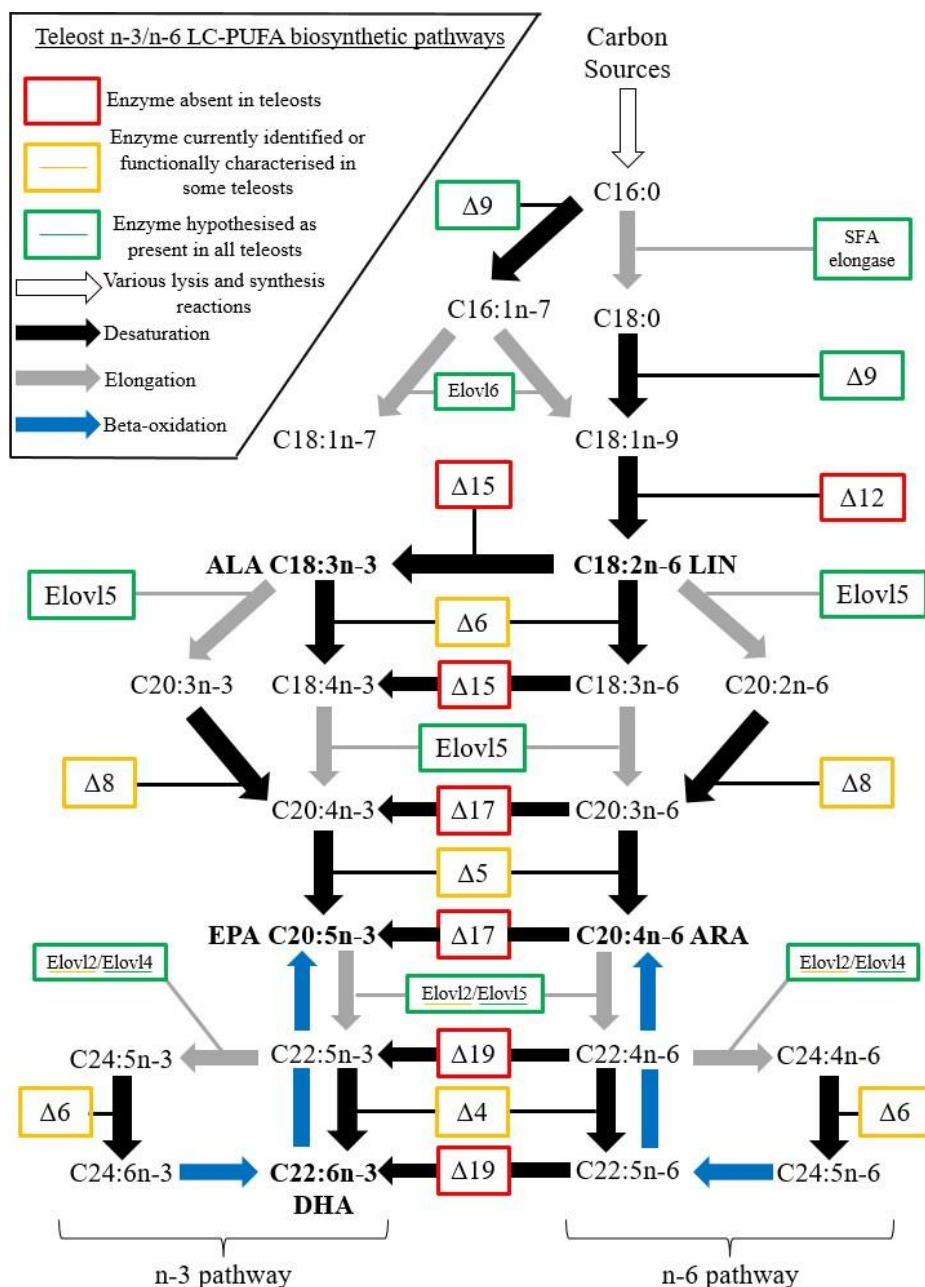 Teleost n-3/n-6 LC-PUFA biosynthetic pathways
Enzyme absent in teleosts
Enzyme currently identified or
functionally characterised in
some teleosts
Enzyme hypothesised as
present in all teleosts
Various lysis and synthesis
reactions
Desaturation
Elongation
Beta-oxidation
Carbon
Sources
C16:0
Δ9
SFA
elongase
C16:1n-7
C18:0
Elovl6
Δ9
C18:1n-7
C18:1n-9
Δ15
Δ12
ALA C18:3n-3
C18:2n-6 LIN
Elovl5
Elovl5
Δ6
C20:3n-3
C18:4n-3
Δ15
C18:3n-6
C20:2n-6
Elovl5
Δ8
Δ8
C20:4n-3
Δ17
C20:3n-6
Δ5
EPA C20:5n-3
Δ17
C20:4n-6 ARA
Elovl2/Elovl4
Elovl2/Elovl5
Elovl2/Elovl4
C24:5n-3
C22:5n-3
Δ19
C22:4n-6
C24:4n-6
Δ6
Δ4
Δ6
C24:6n-3
C22:6n-3
DHA
Δ19
C22:5n-6
C24:5n-6
n-3 pathway
n-6 pathway